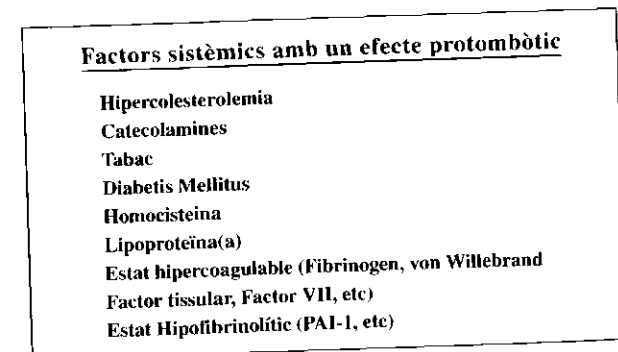 Factors sistèmics amb un efecte protombòtic
Hipercolesterolemia
Catecolamines
Tabac
Diabetis Mellitus
Homocisteina
Lipoproteïna(a)
Estat hipercoagulable (Fibrinogen, von Willebrand
Factor tissular, Factor VII, etc)
Estat Hipofibrinolític (PAI-1, etc)